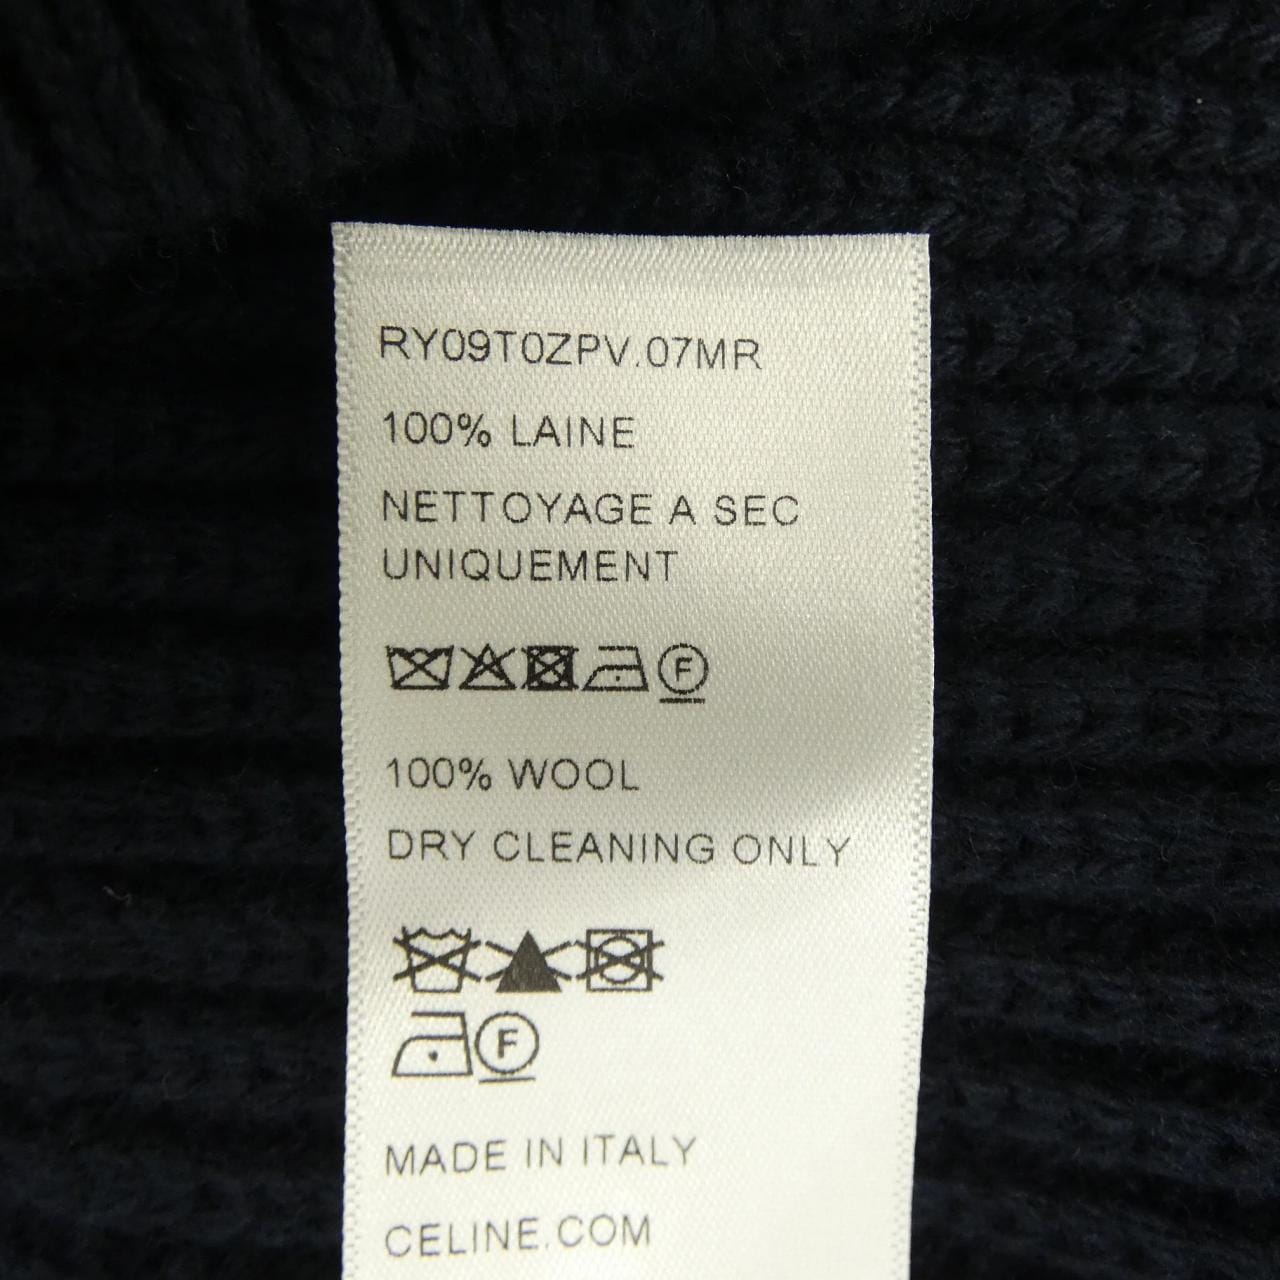 RY09T0ZPV.07MR
100% LAINE
NETTOYAGE A SEC
UNIQUEMENT
F
100% WOOL
DRY CLEANING ONLY
F
MADE IN ITALY
CELINE.COM